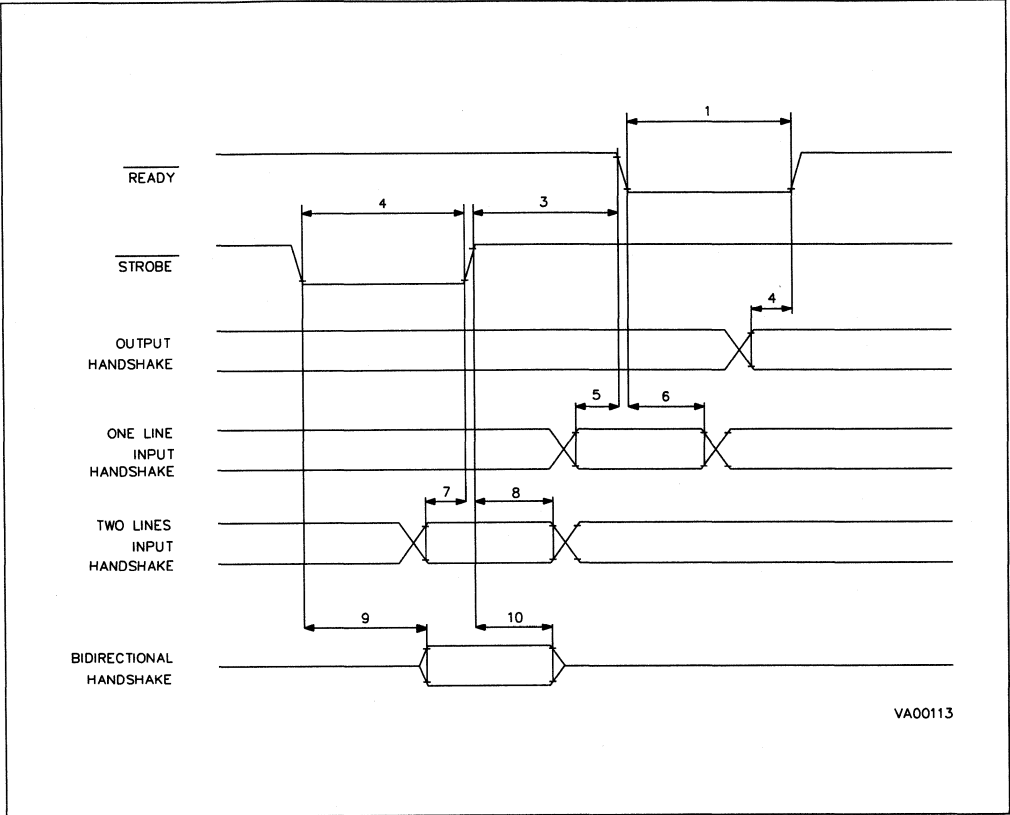 1
READY
4
3
STROBE
4
OUTPUT
HANDSHAKE
5
6
ONE LINE
INPUT
HANDSHAKE
7
8
TWO LINES
INPUT
HANDSHAKE
9
10
BIDIRECTIONAL
HANDSHAKE
VA00113